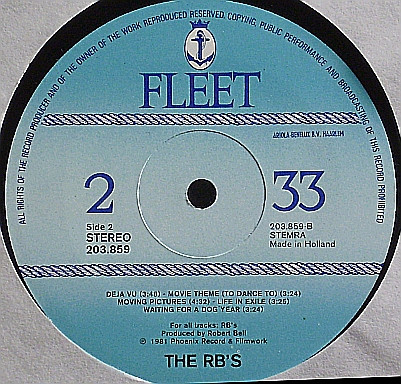 ALL RIGHTS OF THE RECORD PRODUCER AND OF THE OWNER OF THE WORK REPRODUCED RESERVED. COPYING, PUBLIC PERFORMANCE AND BROADCASTING OF THIS RECORD PROHIBITED
FLEET
ARIOLA-BENELUX B.V. HAARLEM
2 33
Side 2 203.859-B
STEREO STEMRA
203.859 Made in Holland
DEJA VU (3:48) - MOVIE THEME (TO DANCE TO) (3:24)
MOVING PICTURES (4:32) - LIFE IN EXILE (3:25)
WAITING FOR A DOG YEAR (3:24)
For all tracks: RB's
Produced by Robert Bell
© 1981 Phoenix Record & Filmwork
THE RB'S